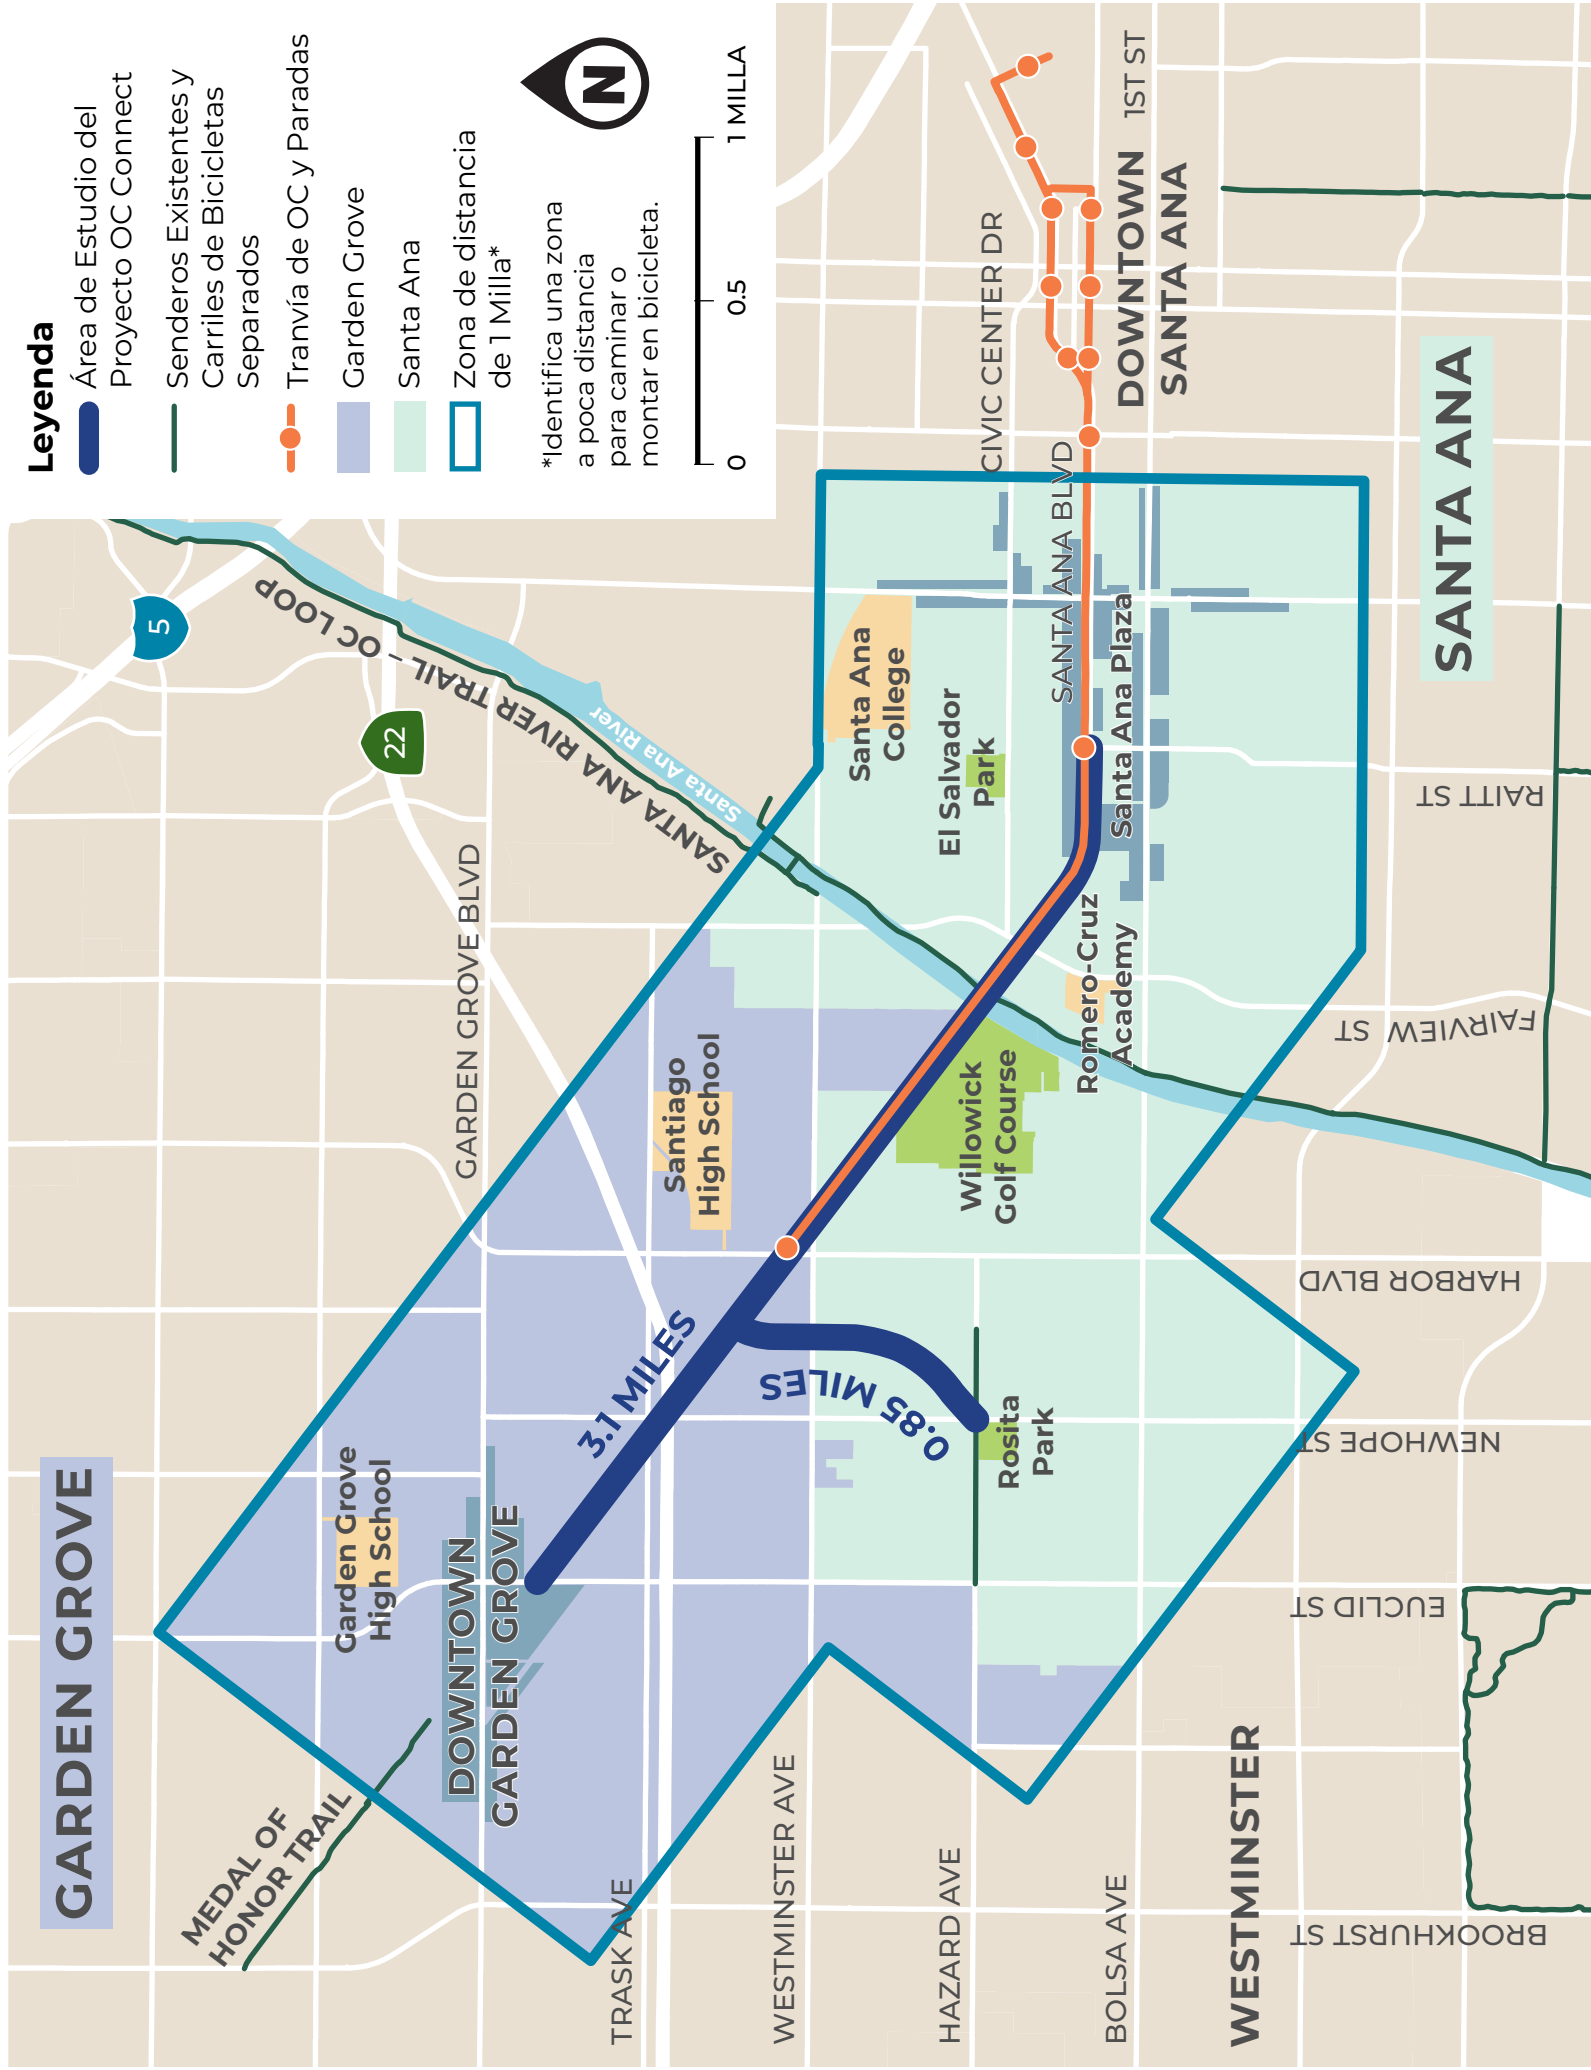 Leyenda
Área de Estudio del
Proyecto OC Connect
Senderos Existentes y
Carriles de Bicicletas
Separados
Tranvía de OC y Paradas
Garden Grove
Santa Ana
Zona de distancia
de 1 Milla*
*Identifica una zona
a poca distancia
para caminar o
montar en bicicleta.
N
0
0.5
1 MILLA
GARDEN GROVE
MEDAL OF
HONOR TRAIL
Garden Grove
High School
DOWNTOWN
GARDEN GROVE
5
22
SANTA ANA RIVER TRAIL – OC LOOP
Santa Ana River
GARDEN GROVE BLVD
3.1 MILES
0.85 MILES
Santiago
High School
Santa Ana
College
El Salvador
Park
CIVIC CENTER DR
SANTA ANA BLVD
Santa Ana Plaza
DOWNTOWN
SANTA ANA
1ST ST
Romero-Cruz
Academy
Willowick
Golf Course
Rosita
Park
TRASK AVE
WESTMINSTER AVE
HAZARD AVE
BOLSA AVE
WESTMINSTER
SANTA ANA
BROOKHURST ST
EUCLID ST
NEWHOPE ST
HARBOR BLVD
FAIRVIEW ST
RAITT ST